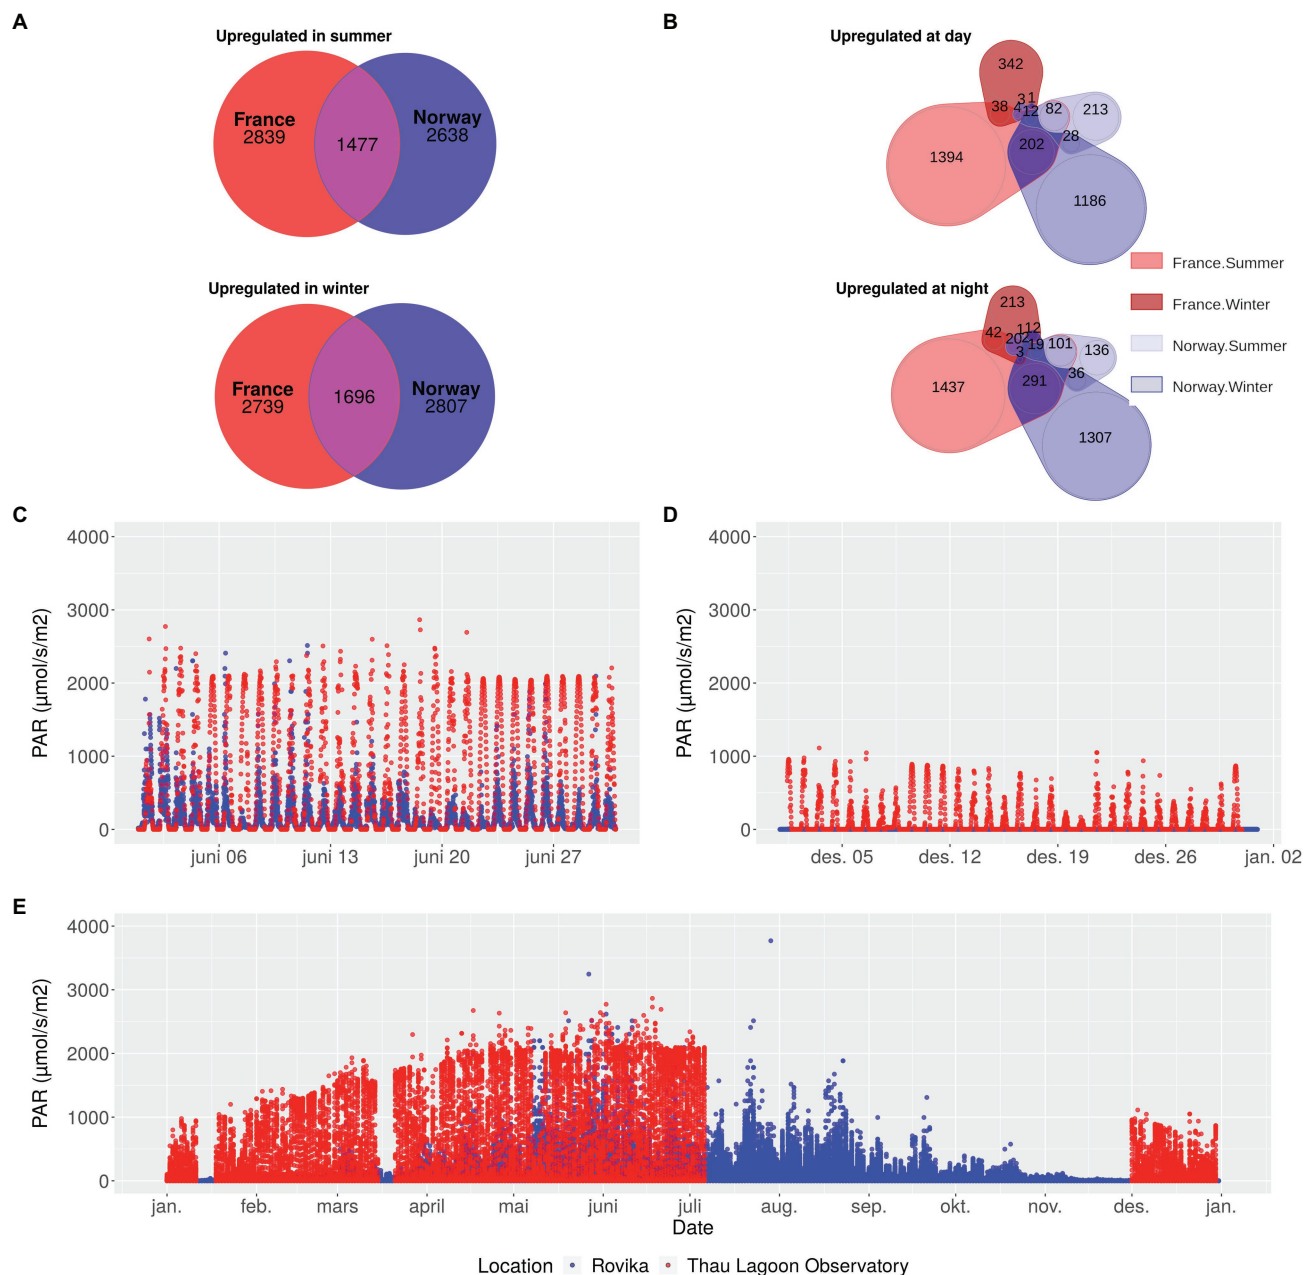 A
Upregulated in summer
France
2839
1477
Norway
2638
Upregulated in winter
France
2739
1696
Norway
2807
B
Upregulated at day
342
38
3
1
4
12
82
213
28
202
1394
1186
Upregulated at night
213
42
112
202
19
101
136
3
36
291
1437
1307
France.Summer
France.Winter
Norway.Summer
Norway.Winter
C
PAR (µmol/s/m2)
4000
3000
2000
1000
0
juni 06
juni 13
juni 20
juni 27
D
PAR (µmol/s/m2)
4000
3000
2000
1000
0
des. 05
des. 12
des. 19
des. 26
jan. 02
E
PAR (µmol/s/m2)
4000
3000
2000
1000
0
jan.
feb.
mars
april
mai
juni
juli
aug.
sep.
okt.
nov.
des.
jan.
Date
Location
Rovika
Thau Lagoon Observatory